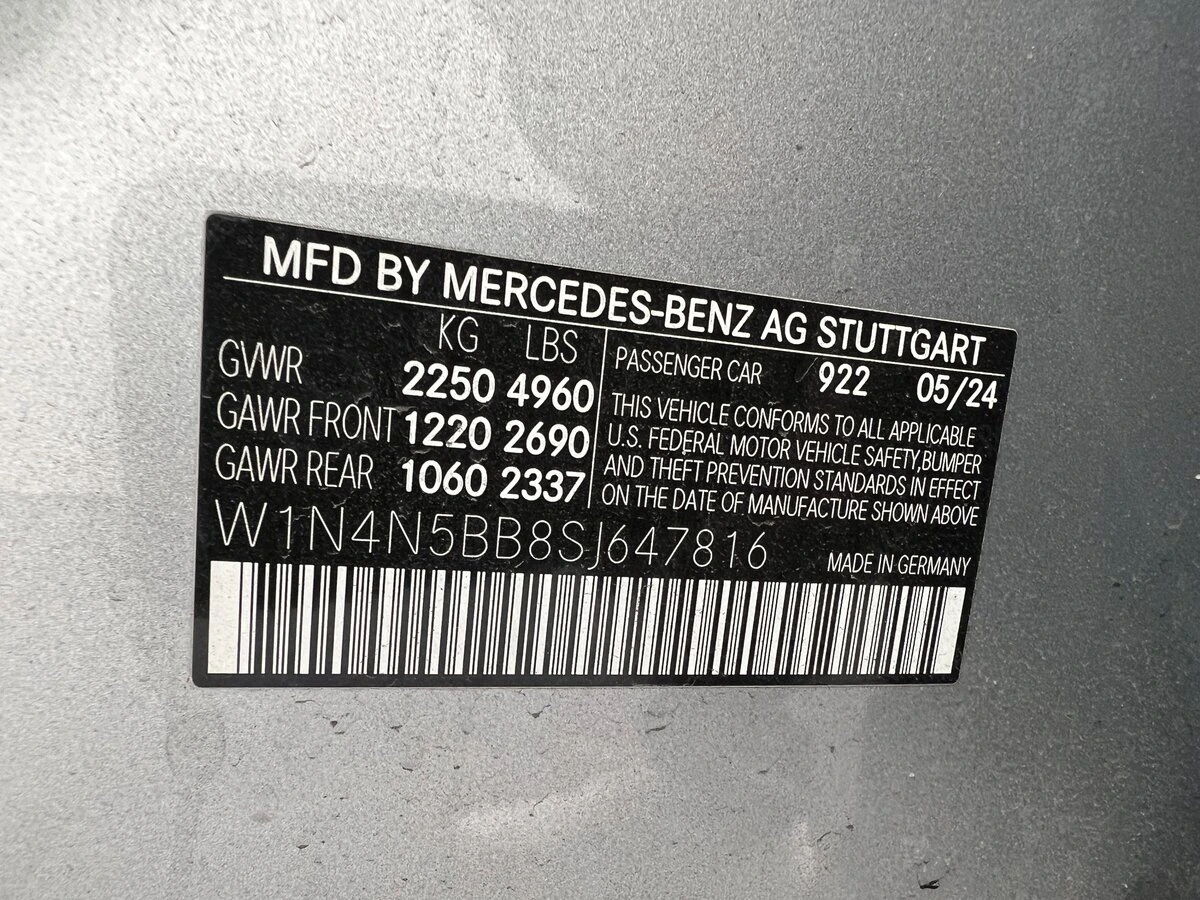 MFD BY MERCEDES-BENZ AG STUTTGART
KG LBS
GVWR 2250 4960
GAWR FRONT 1220 2690
GAWR REAR 1060 2337
PASSENGER CAR 922 05/24
THIS VEHICLE CONFORMS TO ALL APPLICABLE
U.S. FEDERAL MOTOR VEHICLE SAFETY,BUMPER
AND THEFT PREVENTION STANDARDS IN EFFECT
ON THE DATE OF MANUFACTURE SHOWN ABOVE
W1N4N5BB8SJ647816
MADE IN GERMANY